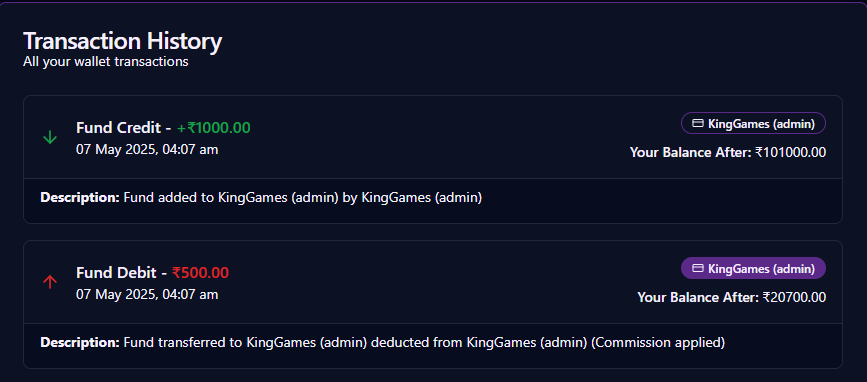 Transaction History
All your wallet transactions
Fund Credit - +₹1000.00
KingGames (admin)
07 May 2025, 04:07 am
Your Balance After: ₹101000.00
Description: Fund added to KingGames (admin) by KingGames (admin)
Fund Debit - ₹500.00
KingGames (admin)
07 May 2025, 04:07 am
Your Balance After: ₹20700.00
Description: Fund transferred to KingGames (admin) deducted from KingGames (admin) (Commission applied)